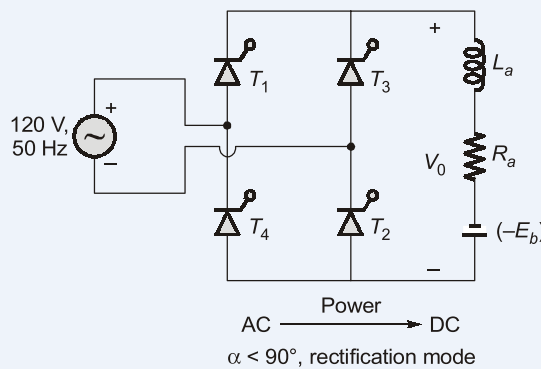 +
T1
T3
La
120 V,
50 Hz
+
~
−
V0
Ra
T4
T2
(–Eb)
−
Power
AC DC
α < 90°, rectification mode